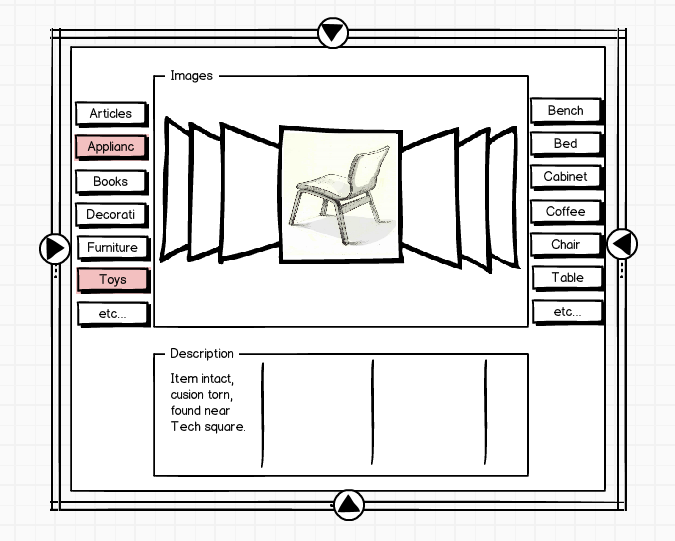 Images
Articles
Applianc
Books
Decorati
Furniture
Toys
etc...
Bench
Bed
Cabinet
Coffee
Chair
Table
etc...
Description
Item intact,
cusion torn,
found near
Tech square.